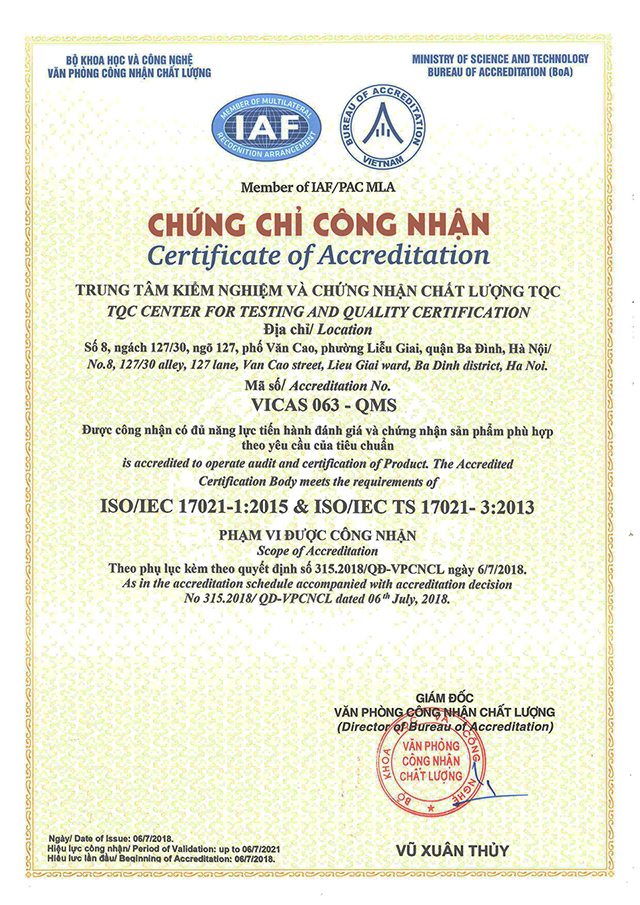 BỘ KHOA HỌC VÀ CÔNG NGHỆ
VĂN PHÒNG CÔNG NHẬN CHẤT LƯỢNG
MINISTRY OF SCIENCE AND TECHNOLOGY
BUREAU OF ACCREDITATION (BoA)
MEMBER OF MULTILATERAL
IAF
RECOGNITION ARRANGEMENT
BUREAU OF ACCREDITATION
VIETNAM
Member of IAF/PAC MLA
CHỨNG CHỈ CÔNG NHẬN
Certificate of Accreditation
TRUNG TÂM KIỂM NGHIỆM VÀ CHỨNG NHẬN CHẤT LƯỢNG TQC
TQC CENTER FOR TESTING AND QUALITY CERTIFICATION
Địa chỉ/ Location
Số 8, ngách 127/30, ngõ 127, phố Văn Cao, phường Liễu Giai, quận Ba Đình, Hà Nội/
No.8, 127/30 alley, 127 lane, Van Cao street, Lieu Giai ward, Ba Dinh district, Ha Noi.
Mã số/ Accreditation No.
VICAS 063 - QMS
Được công nhận có đủ năng lực tiến hành đánh giá và chứng nhận sản phẩm phù hợp
theo yêu cầu của tiêu chuẩn
is accredited to operate audit and certification of Product. The Accredited
Certification Body meets the requirements of
ISO/IEC 17021-1:2015 & ISO/IEC TS 17021- 3:2013
PHẠM VI ĐƯỢC CÔNG NHẬN
Scope of Accreditation
Theo phụ lục kèm theo quyết định số 315.2018/QĐ-VPCNCL ngày 6/7/2018.
As in the accreditation schedule accompanied with accreditation decision
No 315.2018/ QĐ-VPCNCL dated 06th July, 2018.
GIÁM ĐỐC
VĂN PHÒNG CÔNG NHẬN CHẤT LƯỢNG
(Director of Bureau of Accreditation)
BỘ KHOA HỌC VÀ CÔNG NGHỆ
VĂN PHÒNG
CÔNG NHẬN
CHẤT LƯỢNG
Ngày/ Date of Issue: 06/7/2018.
Hiệu lực công nhận/ Period of Validation: up to 06/7/2021
Hiệu lực lần đầu/ Beginning of Accreditation: 06/7/2018.
VŨ XUÂN THỦY